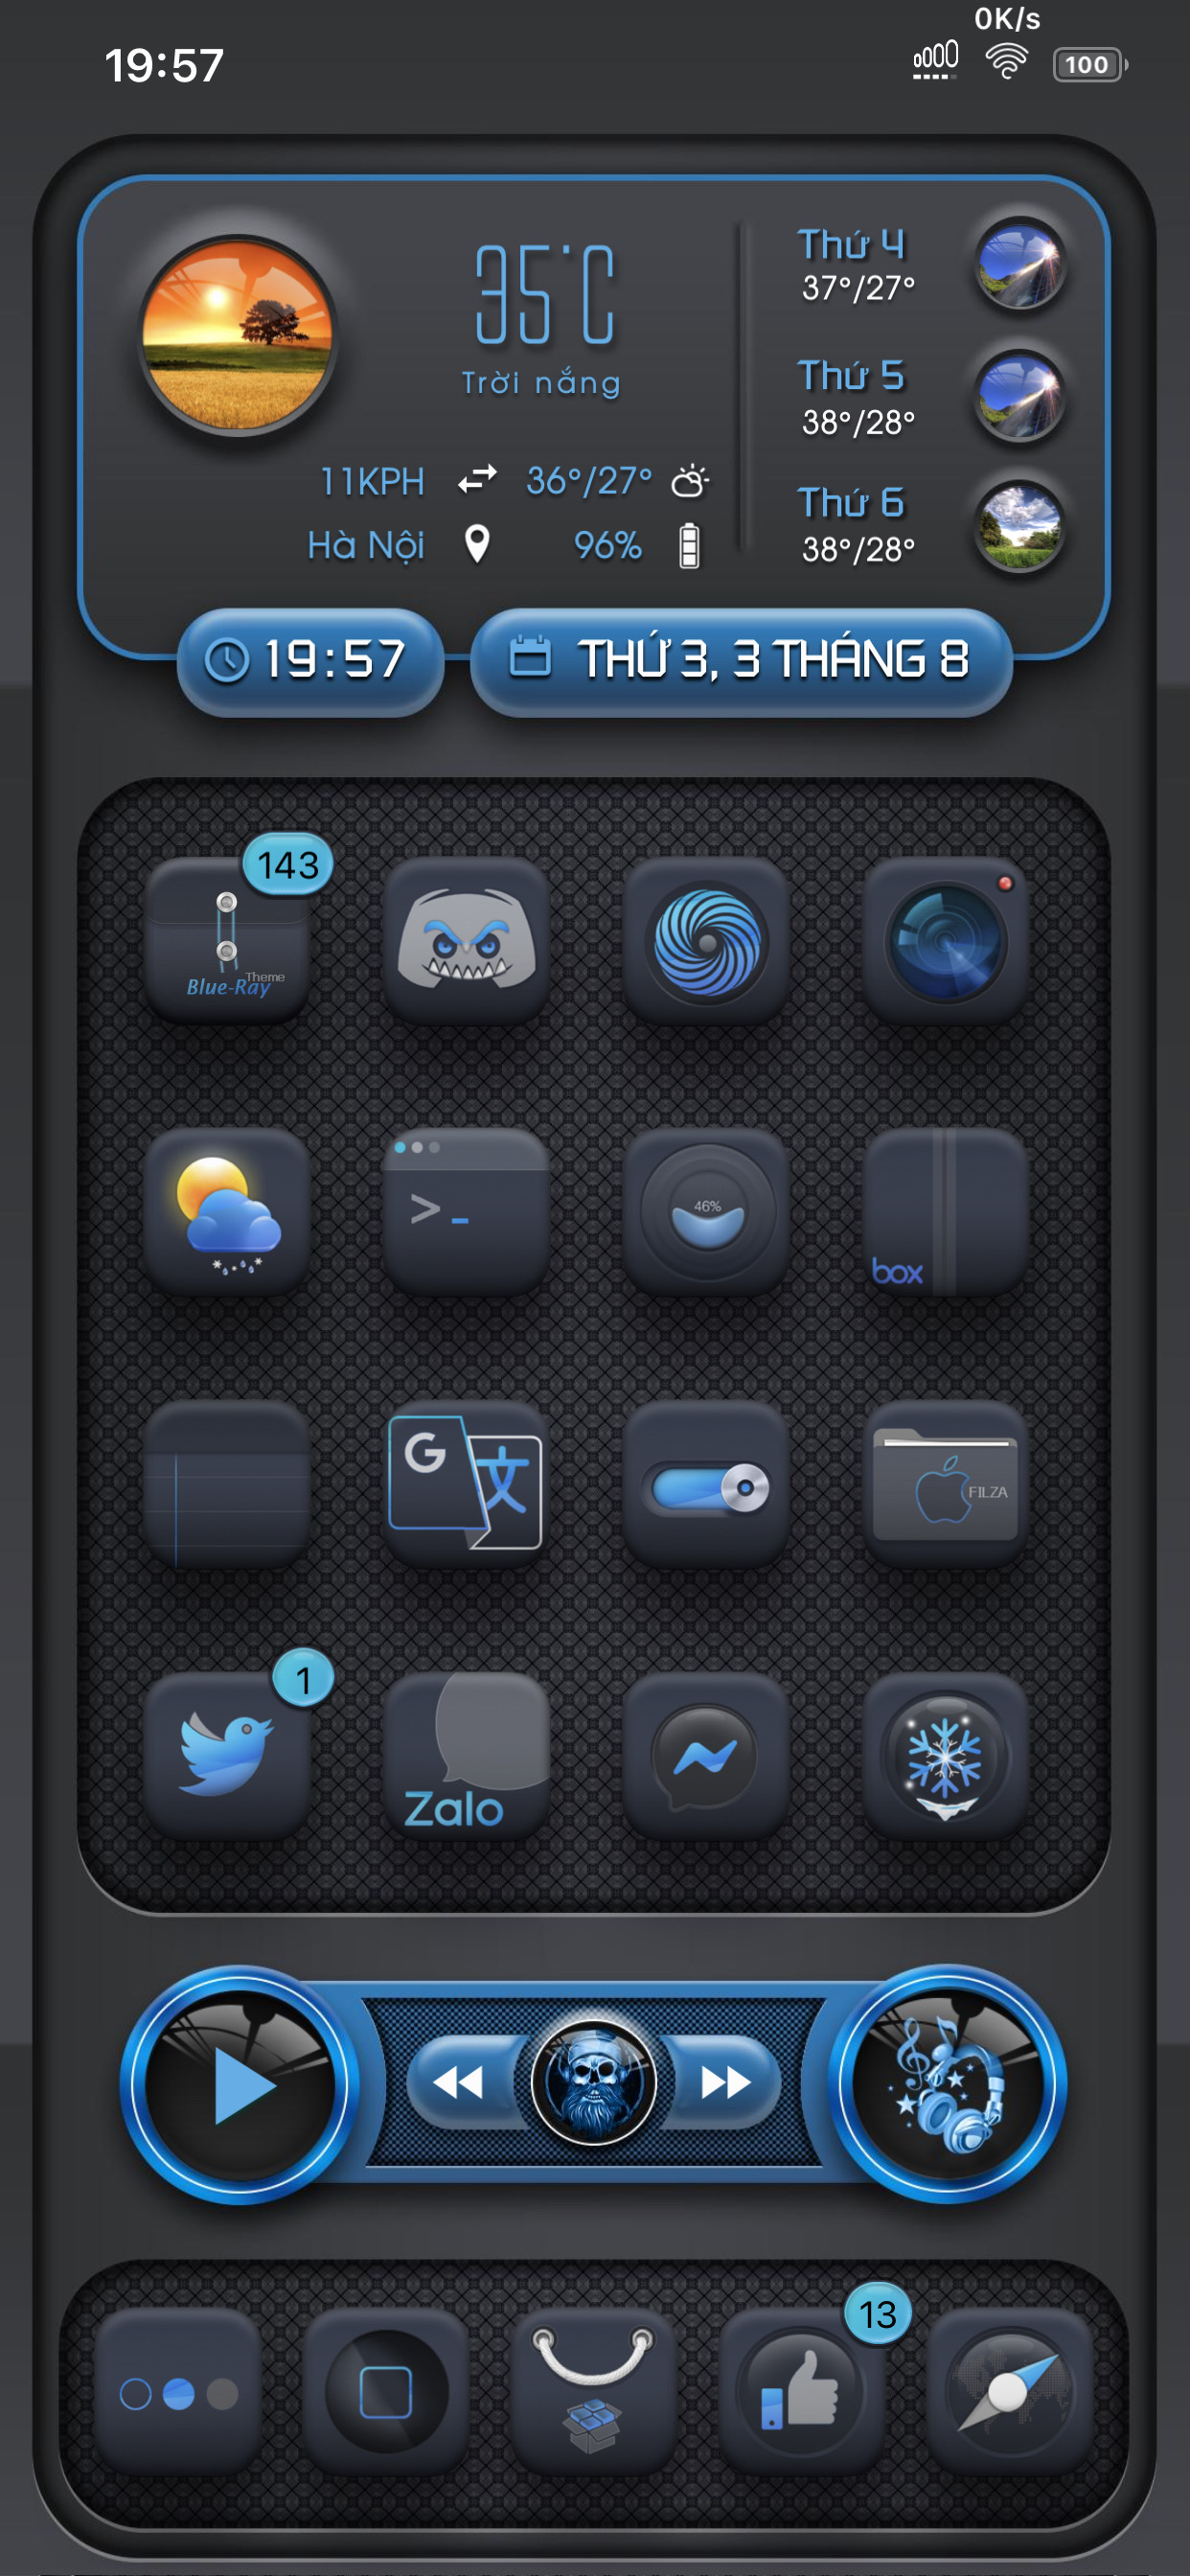 0K/s
19:57
100
35°C
Trời nắng
11KPH
36°/27°
Hà Nội
96%
Thứ 4
37°/27°
Thứ 5
38°/28°
Thứ 6
38°/28°
19:57
THỨ 3, 3 THÁNG 8
143
Theme
Blue-Ray
>_
46%
box
G
文
FILZA
1
Zalo
13